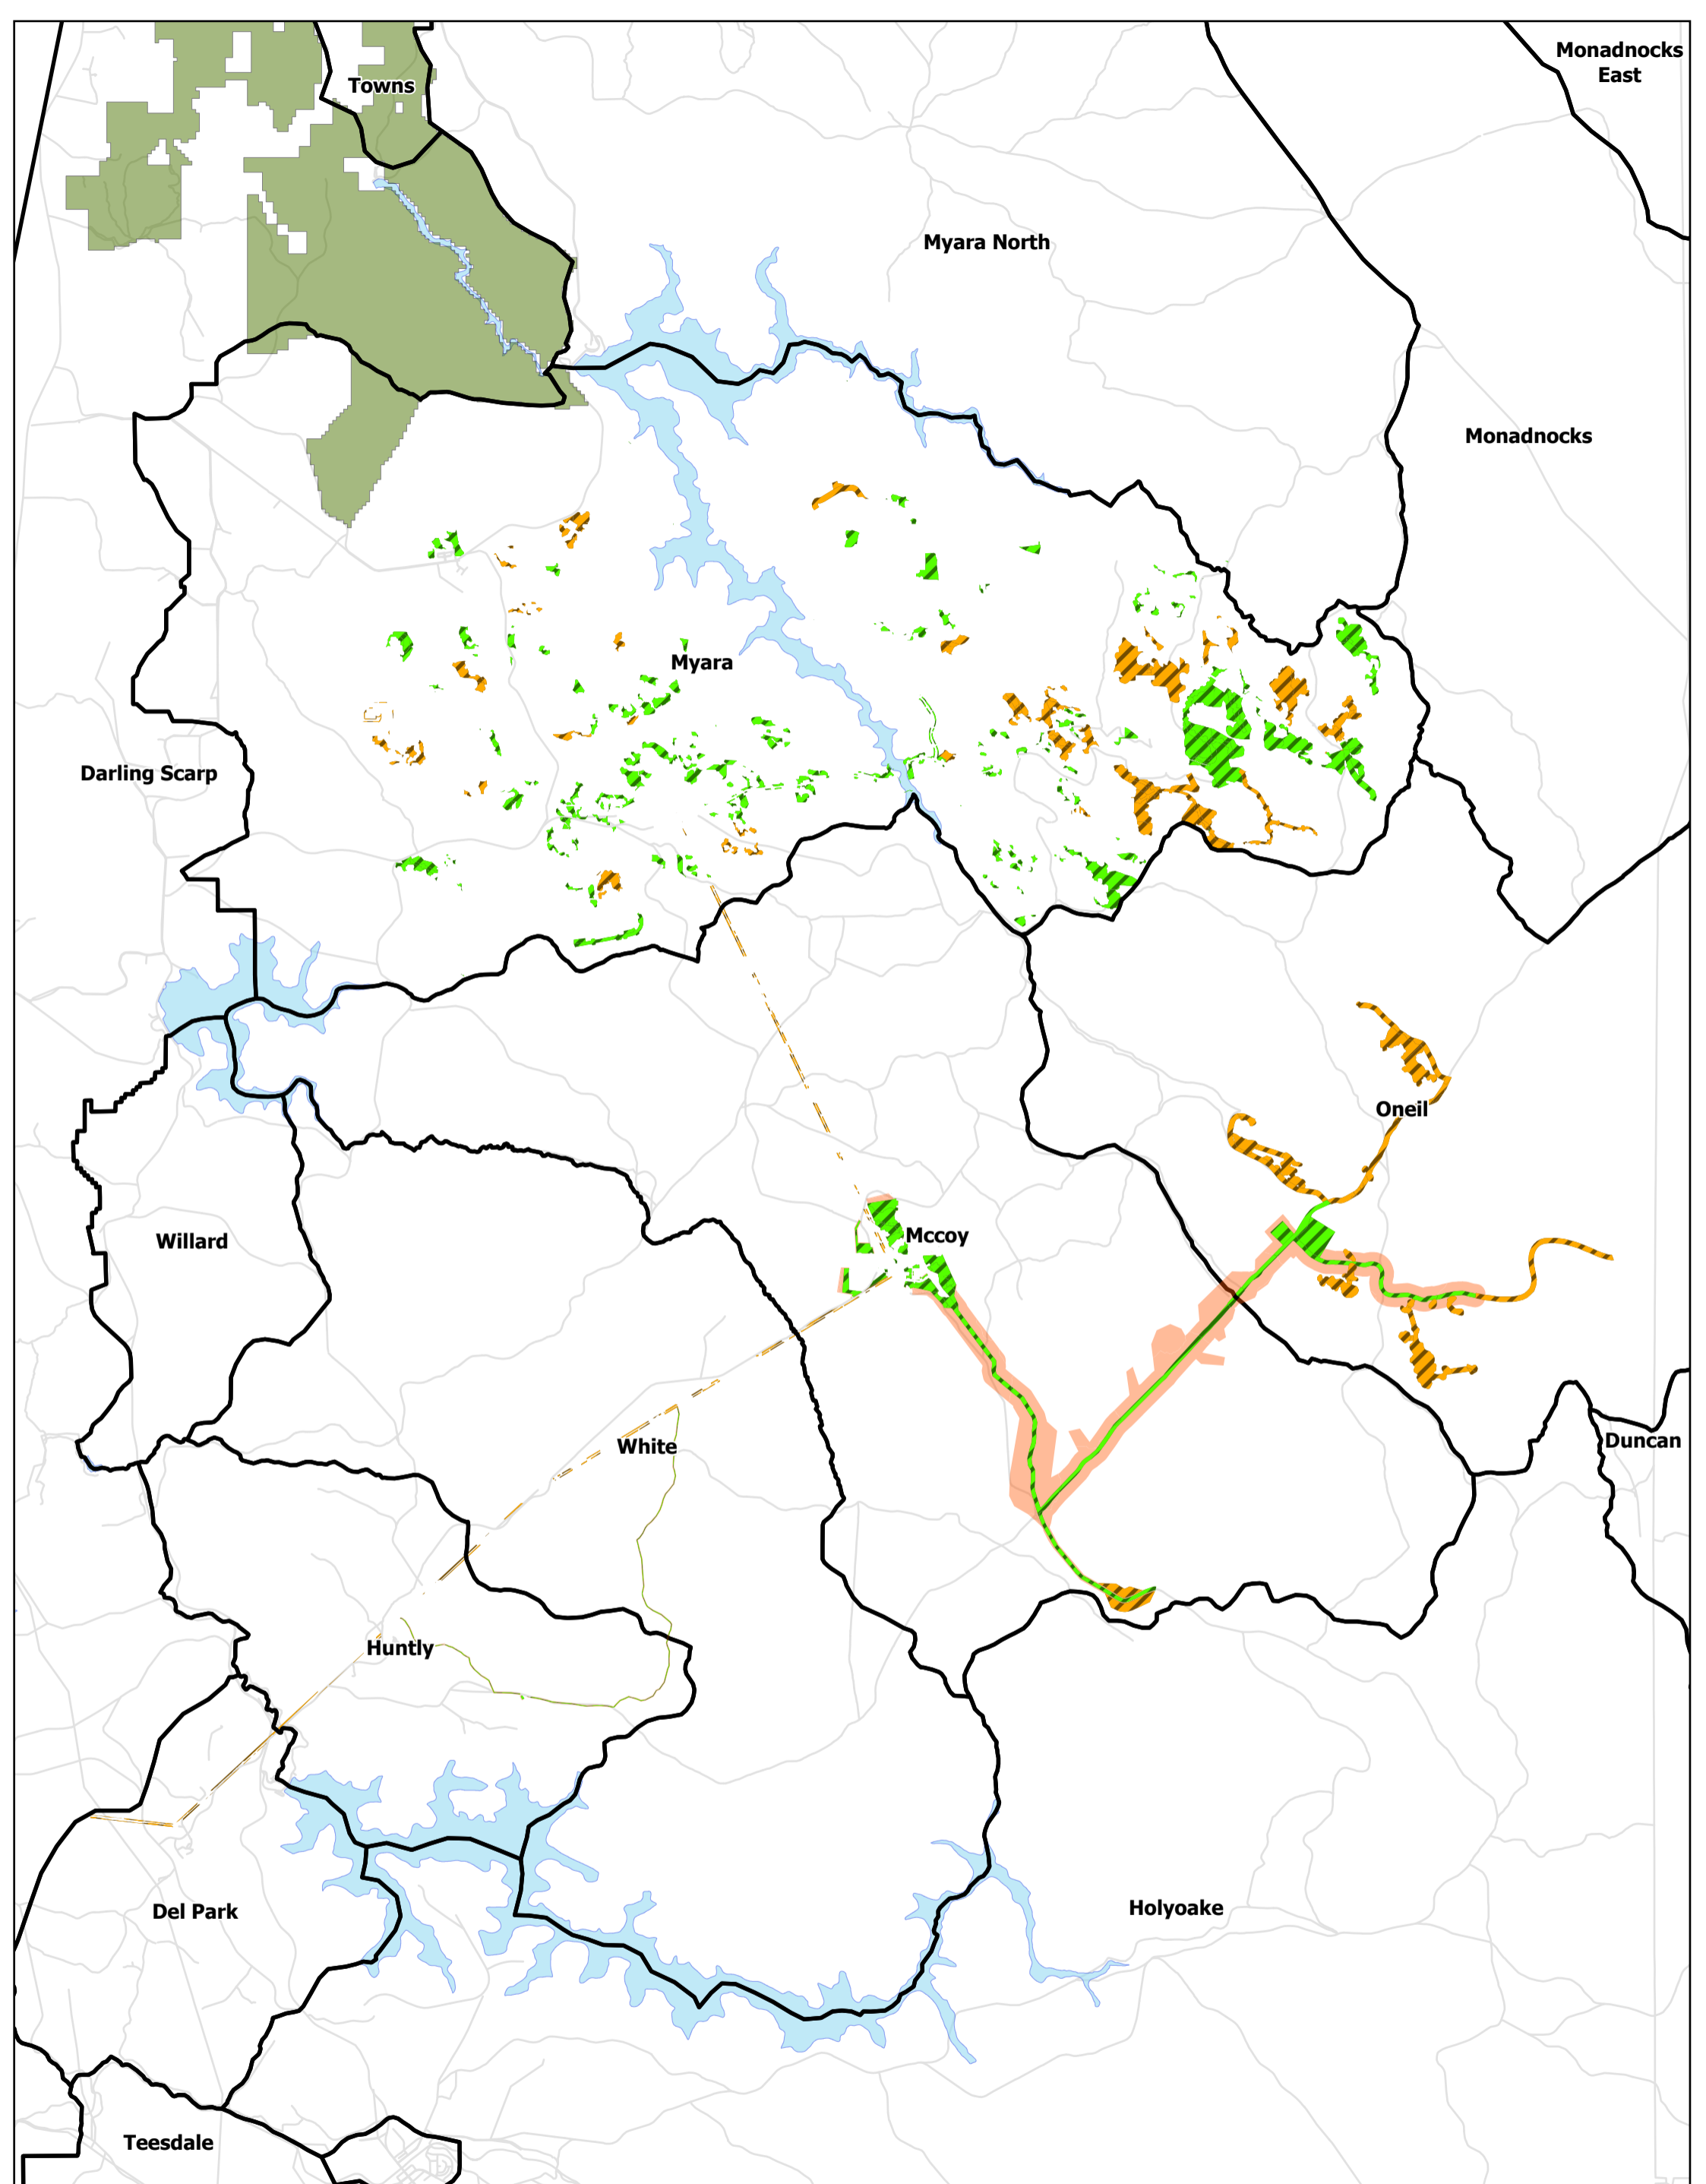 Monadnocks
East
Towns
Myara North
Monadnocks
Myara
Darling Scarp
Oneil
Mccoy
Willard
Duncan
White
Huntly
Holyoake
Del Park
Teesdale